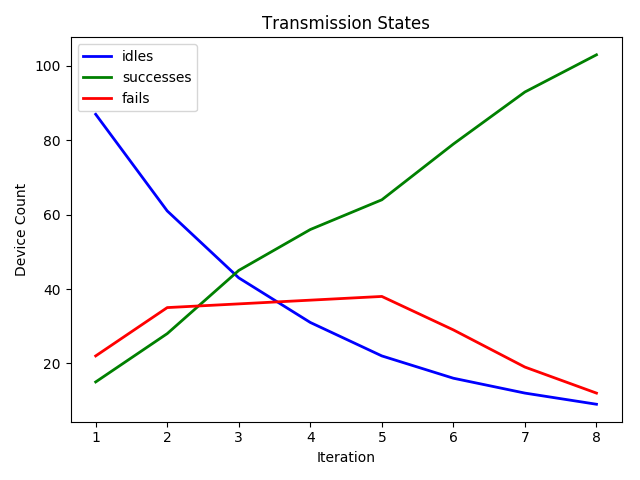 Transmission States
idles
successes
fails
100
80
60
40
20
Device Count
1 2 3 4 5 6 7 8
Iteration